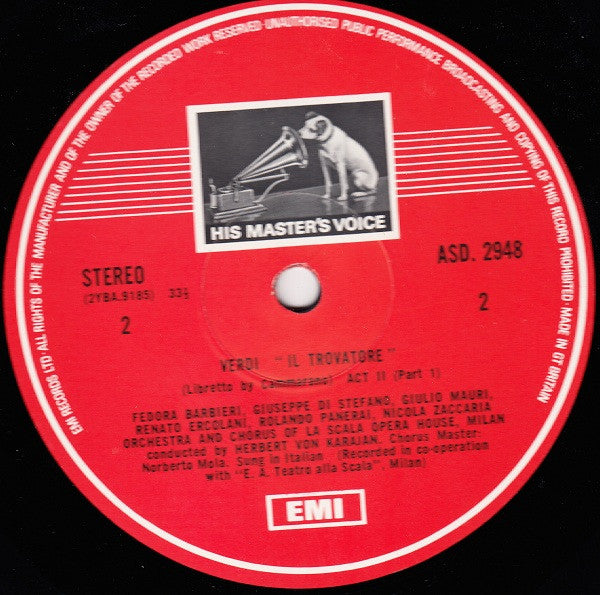 EMI RECORDS LTD· ALL RIGHTS OF THE MANUFACTURER AND OF THE OWNER OF THE RECORDED WORK RESERVED·UNAUTHORISED PUBLIC PERFORMANCE BROADCASTING AND COPYING OF THIS RECORD PROHIBITED · MADE IN GT BRITAIN
HIS MASTER'S VOICE
STEREO
ASD. 2948
(2YBA.9185) 33⅓
2
2
VERDI "IL TROVATORE"
(Libretto by Cammarano) ACT II (Part 1)
FEDORA BARBIERI, GIUSEPPE DI STEFANO, GIULIO MAURI,
RENATO ERCOLANI, ROLANDO PANERAI, NICOLA ZACCARIA
ORCHESTRA AND CHORUS OF LA SCALA OPERA HOUSE, MILAN
conducted by HERBERT VON KARAJAN. Chorus Master-
Norberto Mola. Sung in Italian (Recorded in co-operation
with "E. A. Teatro alla Scala", Milan)
EMI